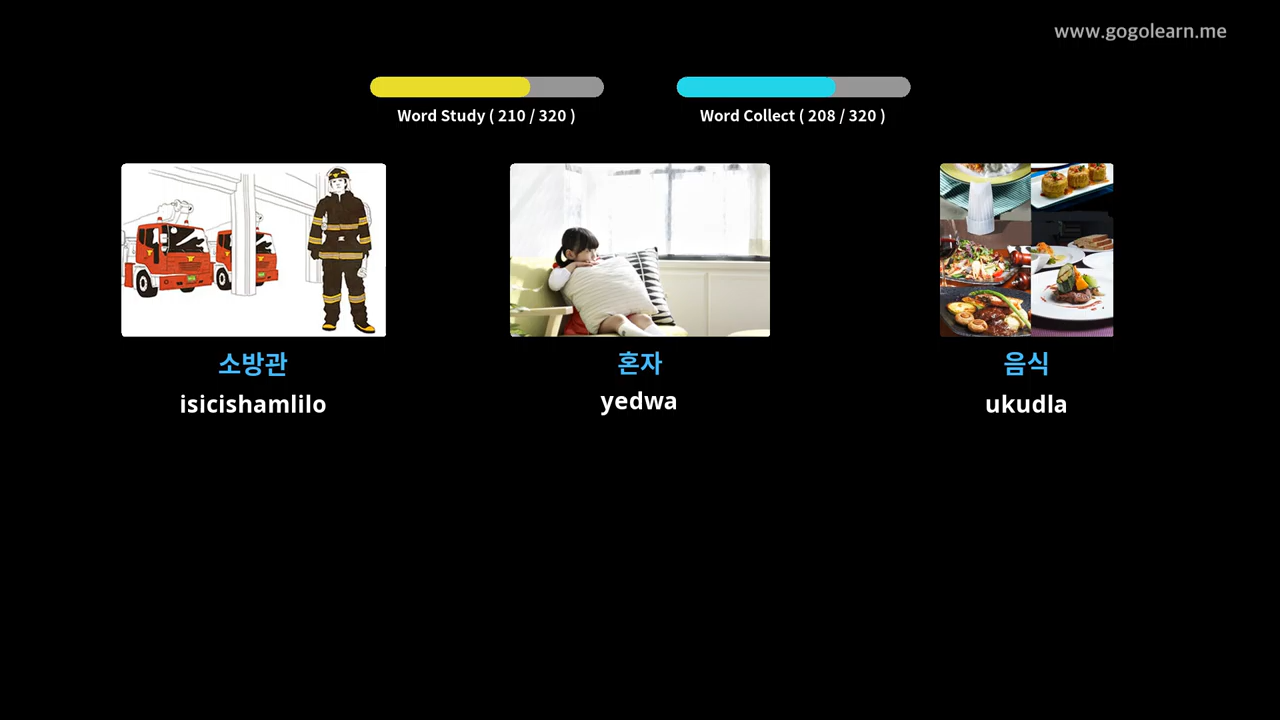 www.gogolearn.me
Word Study ( 210 / 320 )
Word Collect ( 208 / 320 )
소방관
혼자
음식
isicishamlilo
yedwa
ukudla